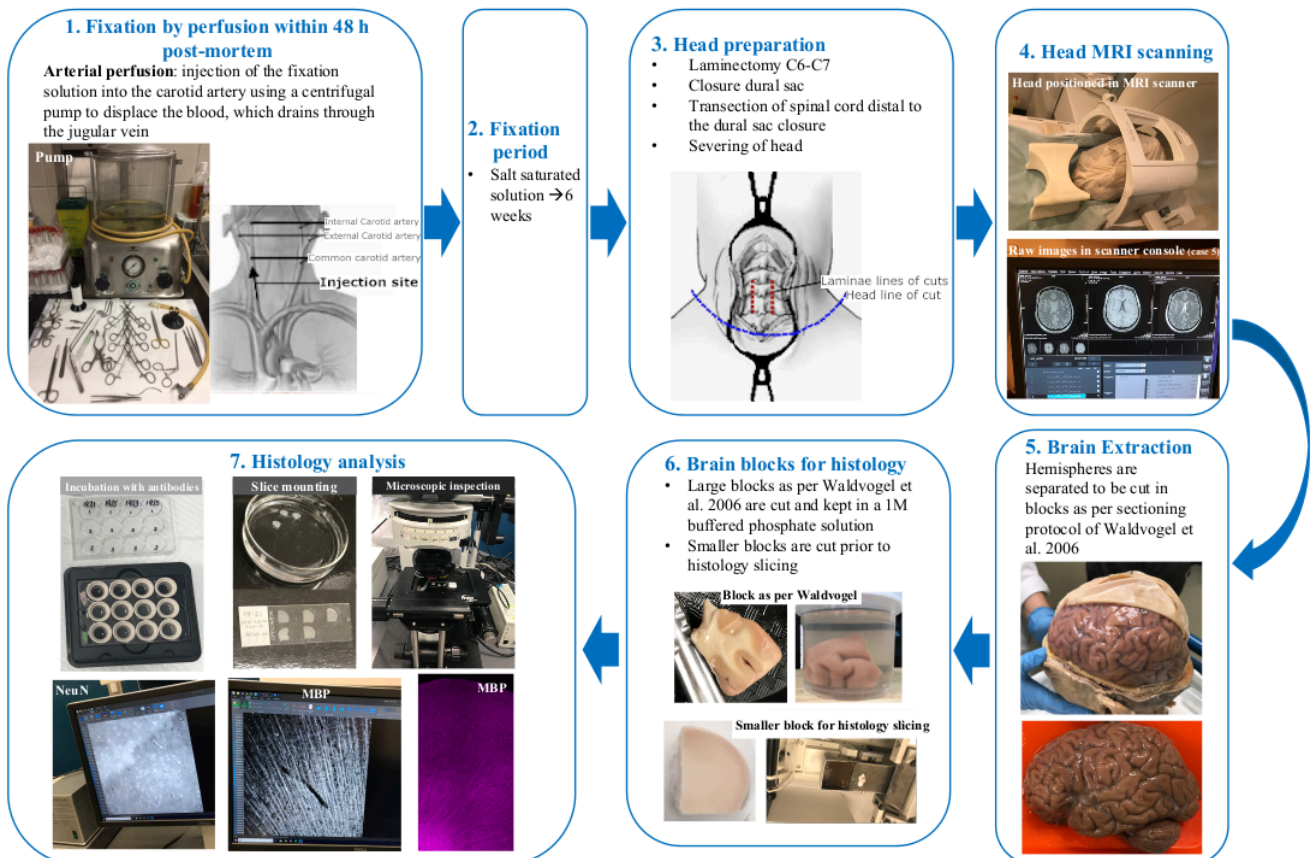 1. Fixation by perfusion within 48 h
post-mortem
Arterial perfusion: injection of the fixation
solution into the carotid artery using a centrifugal
pump to displace the blood, which drains through
the jugular vein
Pump
Internal Carotid artery
External Carotid artery
Common carotid artery
Injection site
2. Fixation
period
• Salt saturated
solution →6
weeks
3. Head preparation
• Laminectomy C6-C7
• Closure dural sac
• Transection of spinal cord distal to
the dural sac closure
• Severing of head
Laminae lines of cuts
Head line of cut
4. Head MRI scanning
Head positioned in MRI scanner
Raw images in scanner console (case 5)
5. Brain Extraction
Hemispheres are
separated to be cut in
blocks as per sectioning
protocol of Waldvogel et
al. 2006
6. Brain blocks for histology
• Large blocks as per Waldvogel et
al. 2006 are cut and kept in a 1M
buffered phosphate solution
• Smaller blocks are cut prior to
histology slicing
Block as per Waldvogel
Smaller block for histology slicing
7. Histology analysis
Incubation with antibodies
Slice mounting
Microscopic inspection
NeuN
MBP
MBP